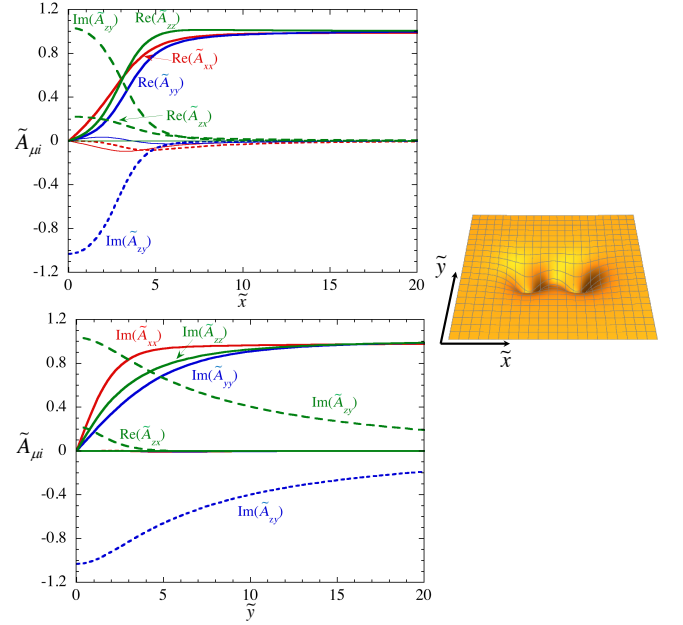 Im(Ã_zy)
Re(Ã_zz)
1.2
0.8
Re(Ã_xx)
Re(Ã_yy)
0.4
Re(Ã_zx)
Ã_μi
0
-0.4
-0.8
Im(Ã_zy)
-1.2
0 5 10 15 20
x̃
ỹ
x̃
1.2
Im(Ã_xx)
Im(Ã_zz)
0.8
Im(Ã_yy)
0.4
Im(Ã_zy)
Re(Ã_zx)
Ã_μi
0
-0.4
Im(Ã_zy)
-0.8
-1.2
0 5 10 15 20
ỹ